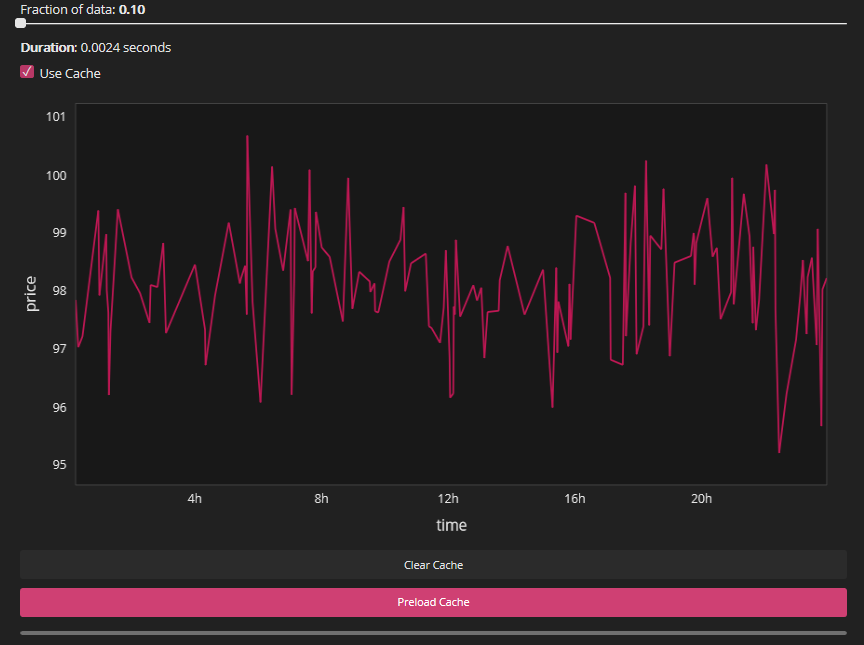 Fraction of data: 0.10
Duration: 0.0024 seconds
Use Cache
101
100
99
98
97
96
95
price
4h 8h 12h 16h 20h
time
Clear Cache
Preload Cache